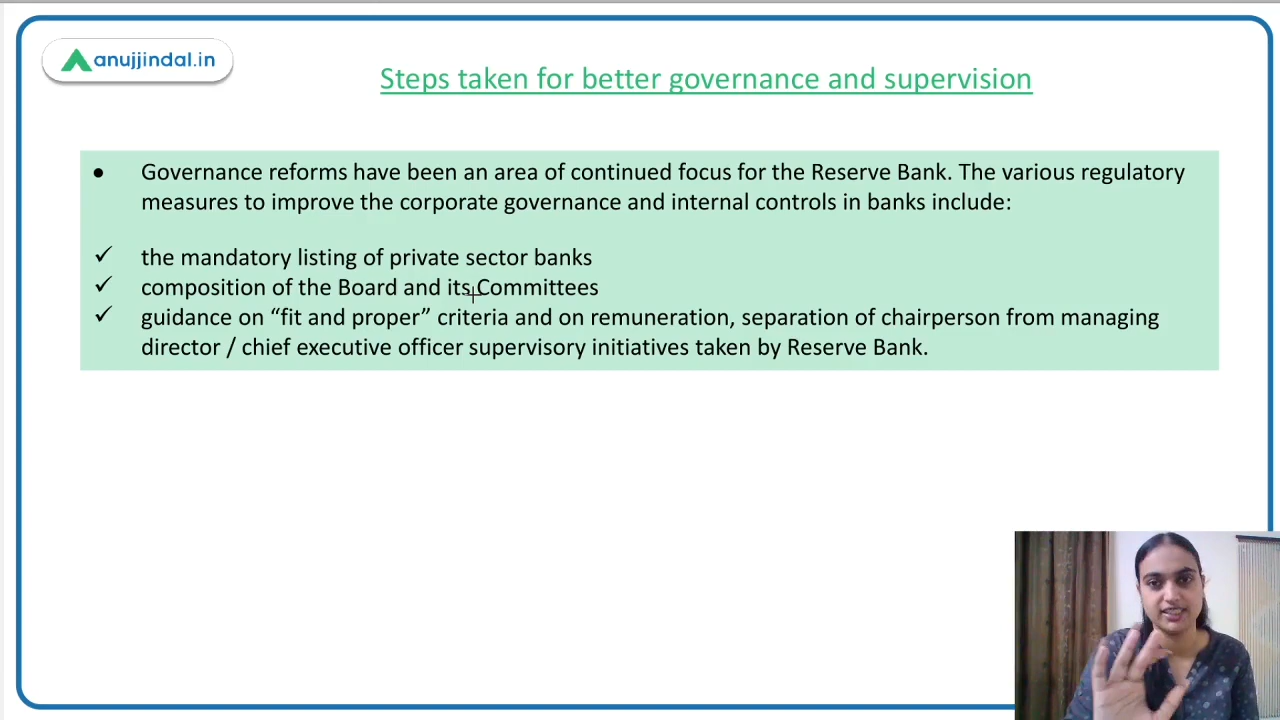 anujjindal.in
Steps taken for better governance and supervision
• Governance reforms have been an area of continued focus for the Reserve Bank. The various regulatory
measures to improve the corporate governance and internal controls in banks include:
✓ the mandatory listing of private sector banks
✓ composition of the Board and its Committees
✓ guidance on “fit and proper” criteria and on remuneration, separation of chairperson from managing
director / chief executive officer supervisory initiatives taken by Reserve Bank.